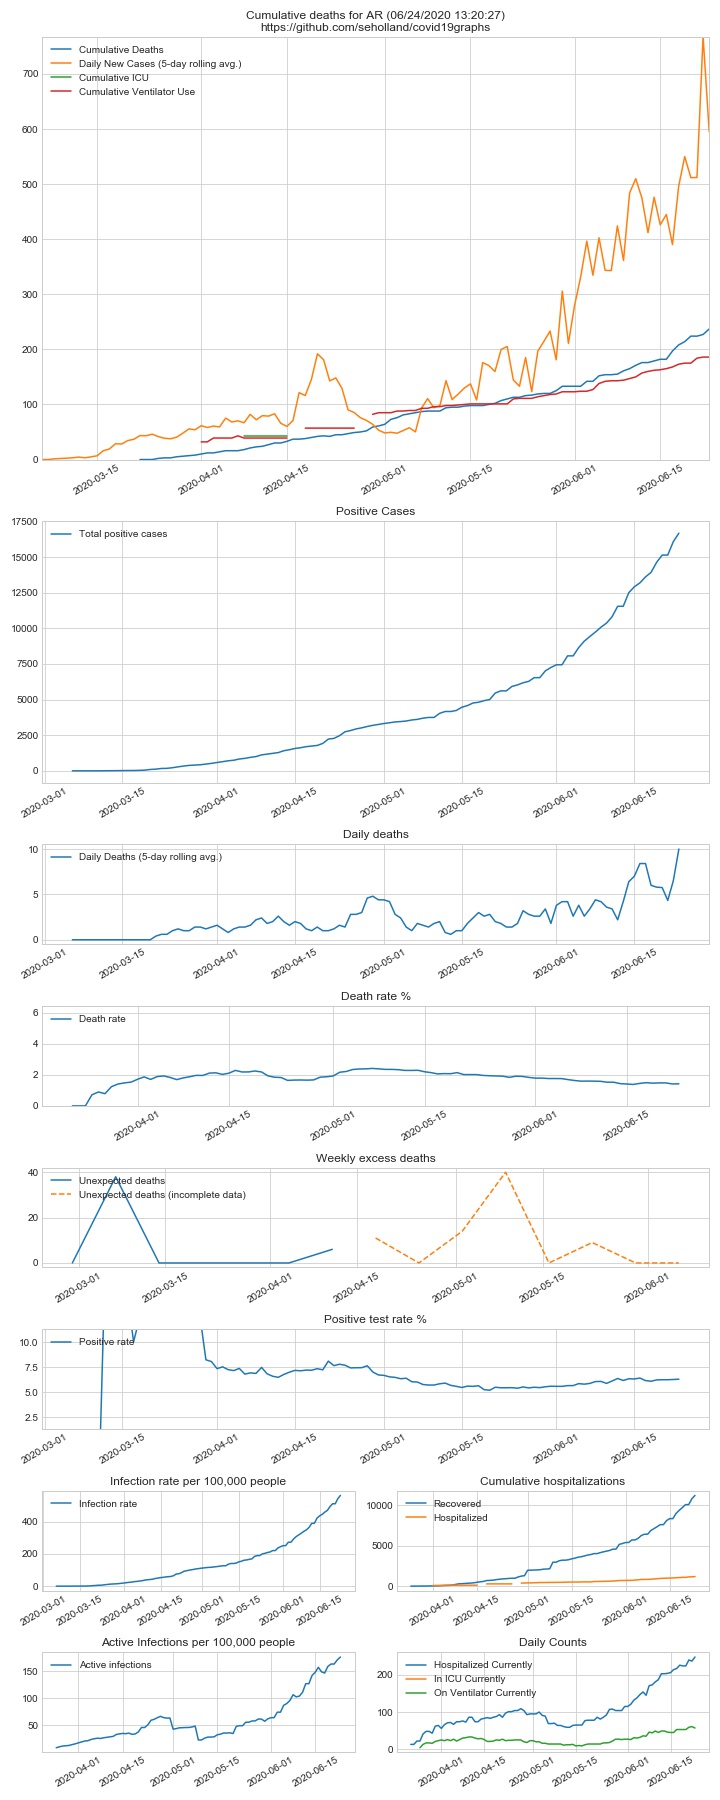 Cumulative deaths for AR (06/24/2020 13:20:27)
https://github.com/seholland/covid19graphs
Cumulative Deaths
Daily New Cases (5-day rolling avg.)
Cumulative ICU
Cumulative Ventilator Use
700
600
500
400
300
200
100
0
2020-03-15 2020-04-01 2020-04-15 2020-05-01 2020-05-15 2020-06-01 2020-06-15
Positive Cases
Total positive cases
17500
15000
12500
10000
7500
5000
2500
0
2020-03-01 2020-03-15 2020-04-01 2020-04-15 2020-05-01 2020-05-15 2020-06-01 2020-06-15
Daily deaths
Daily Deaths (5-day rolling avg.)
10
5
0
2020-03-01 2020-03-15 2020-04-01 2020-04-15 2020-05-01 2020-05-15 2020-06-01 2020-06-15
Death rate %
Death rate
6
4
2
0
2020-04-01 2020-04-15 2020-05-01 2020-05-15 2020-06-01 2020-06-15
Weekly excess deaths
Unexpected deaths
Unexpected deaths (incomplete data)
40
20
0
2020-03-01 2020-03-15 2020-04-01 2020-04-15 2020-05-01 2020-05-15 2020-06-01
Positive test rate %
Positive rate
10.0
7.5
5.0
2.5
2020-03-01 2020-03-15 2020-04-01 2020-04-15 2020-05-01 2020-05-15 2020-06-01 2020-06-15
Infection rate per 100,000 people
Infection rate
400
200
0
2020-03-01 2020-03-15 2020-04-01 2020-04-15 2020-05-01 2020-05-15 2020-06-01 2020-06-15
Cumulative hospitalizations
Recovered
Hospitalized
10000
5000
0
2020-04-01 2020-04-15 2020-05-01 2020-05-15 2020-06-01 2020-06-15
Active Infections per 100,000 people
Active infections
150
100
50
2020-04-01 2020-04-15 2020-05-01 2020-05-15 2020-06-01 2020-06-15
Daily Counts
Hospitalized Currently
In ICU Currently
On Ventilator Currently
200
100
0
2020-04-01 2020-04-15 2020-05-01 2020-05-15 2020-06-01 2020-06-15